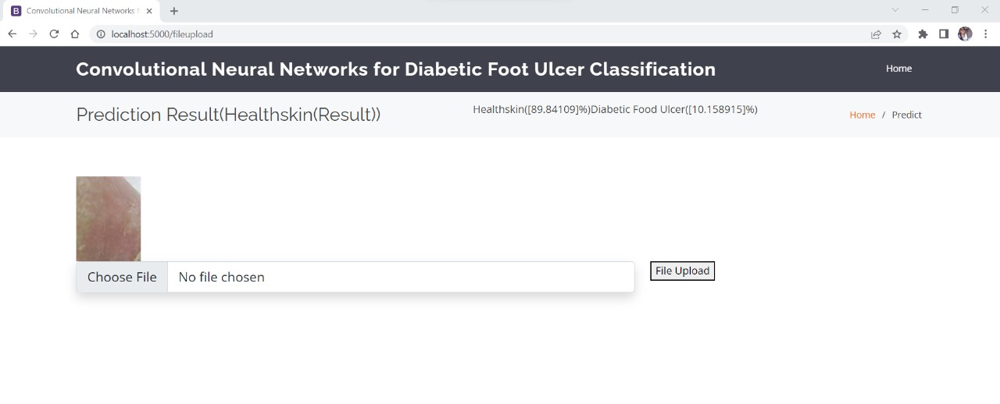 Convolutional Neural Networks f
localhost:5000/fileupload
Convolutional Neural Networks for Diabetic Foot Ulcer Classification
Home
Prediction Result(Healthskin(Result))
Healthskin([89.84109]%)Diabetic Food Ulcer([10.158915]%)
Home / Predict
Choose File No file chosen
File Upload